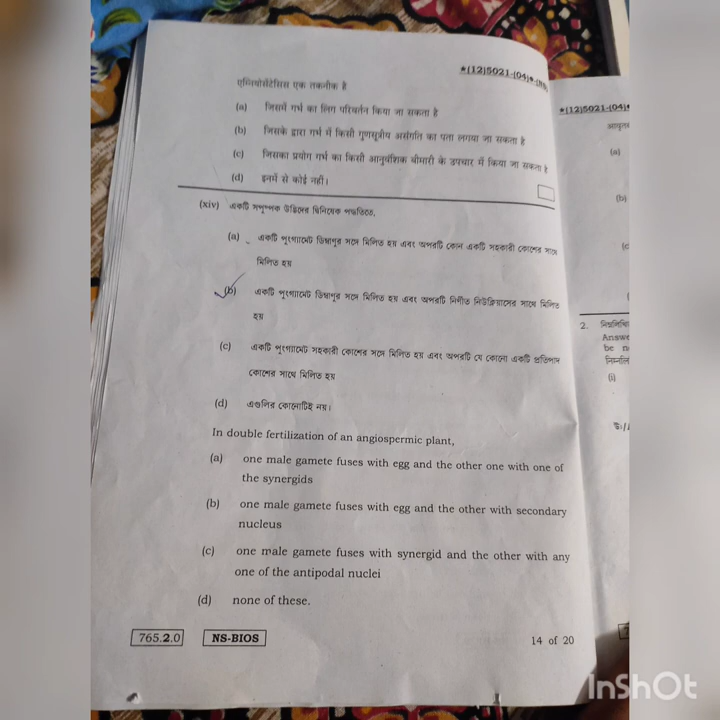 *(12)5021-(04)*-(NB)
एम्नियोसेंटेसिस एक तकनीक है
(a) जिसमें गर्भ का लिंग परिवर्तन किया जा सकता है
(b) जिसके द्वारा गर्भ में किसी गुणसूत्रीय असंगति का पता लगया जा सकता है
(c) जिसका प्रयोग गर्भ का किसी आनुवंशिक बीमारी के उपचार में किया जा सकता है
(d) इनमें से कोई नहीं।
(xiv) একটি সপুষ্পক উদ্ভিদের দ্বিনিষেক পদ্ধতিতে,
(a) একটি পুংগ্যামেট ডিম্বাণুর সঙ্গে মিলিত হয় এবং অপরটি কোন একটি সহকারী কোশের সাথে
মিলিত হয়
(b) একটি পুংগ্যামেট ডিম্বাণুর সঙ্গে মিলিত হয় এবং অপরটি নির্ণীত নিউক্লিয়াসের সাথে মিলিত
হয়
(c) একটি পুংগ্যামেট সহকারী কোশের সঙ্গে মিলিত হয় এবং অপরটি যে কোনো একটি প্রতিপাদ
কোশের সাথে মিলিত হয়
(d) এগুলির কোনোটিই নয়।
In double fertilization of an angiospermic plant,
(a) one male gamete fuses with egg and the other one with one of
the synergids
(b) one male gamete fuses with egg and the other with secondary
nucleus
(c) one male gamete fuses with synergid and the other with any
one of the antipodal nuclei
(d) none of these.
765.2.0 NS-BIOS 14 of 20
*(12)5021-(04)*
(a)
(b)
2.
Answe
be n
(i)
InShOt